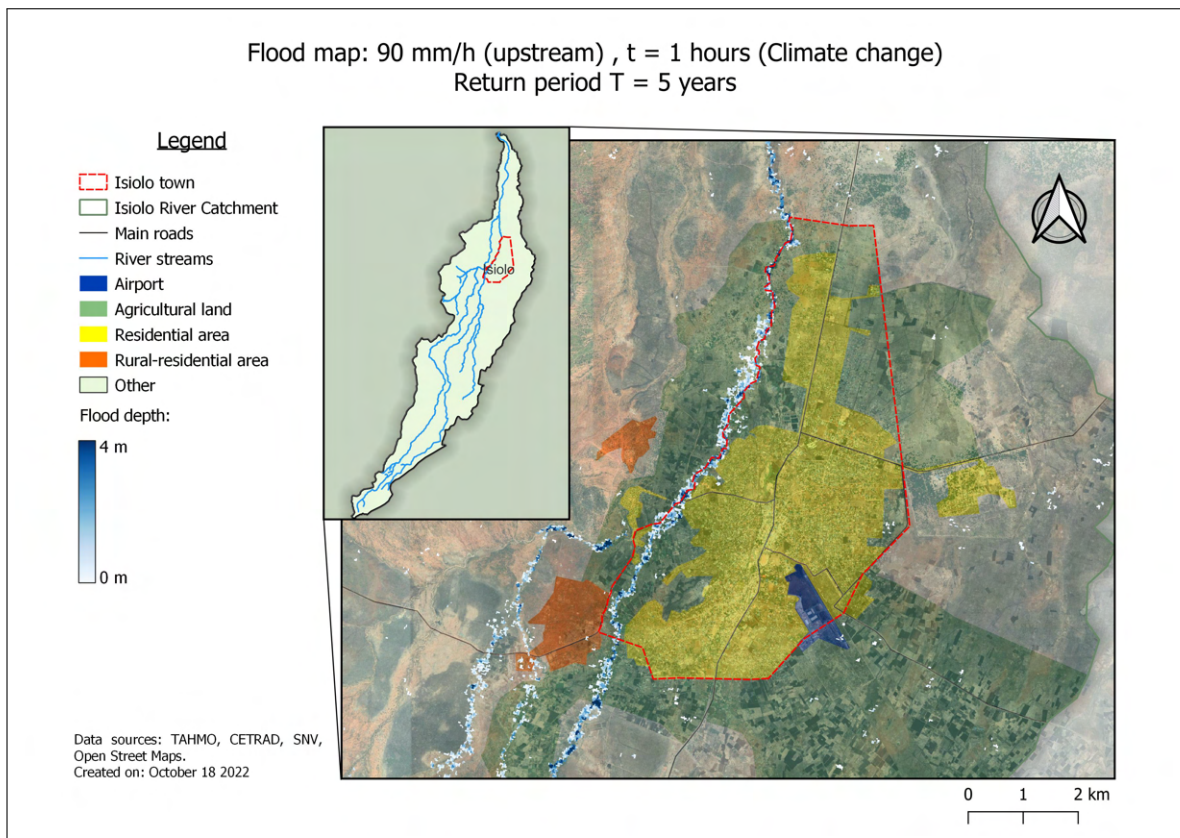 Flood map: 90 mm/h (upstream) , t = 1 hours (Climate change)
Return period T = 5 years
Legend
Isiolo town
Isiolo River Catchment
Main roads
River streams
Airport
Agricultural land
Residential area
Rural-residential area
Other
Flood depth:
4 m
0 m
Isiolo
Data sources: TAHMO, CETRAD, SNV,
Open Street Maps.
Created on: October 18 2022
0 1 2 km